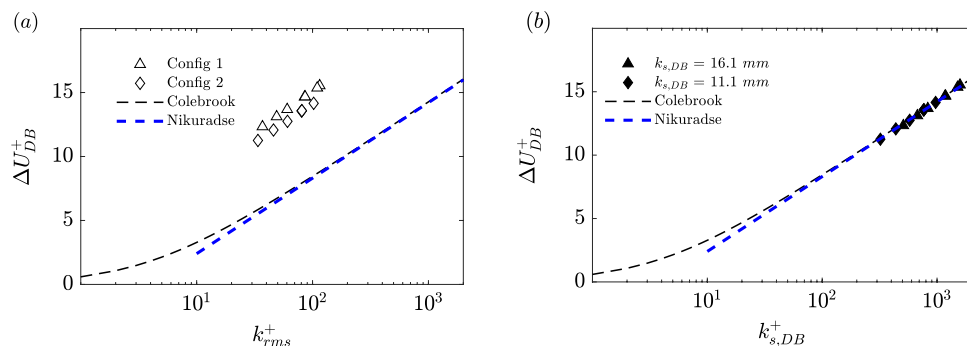 (a)
15
10
5
0
ΔU⁺_DB
Config 1
Config 2
Colebrook
Nikuradse
10¹ 10² 10³
k⁺_rms
(b)
15
10
5
0
ΔU⁺_DB
k_s,DB = 16.1 mm
k_s,DB = 11.1 mm
Colebrook
Nikuradse
10¹ 10² 10³
k⁺_s,DB